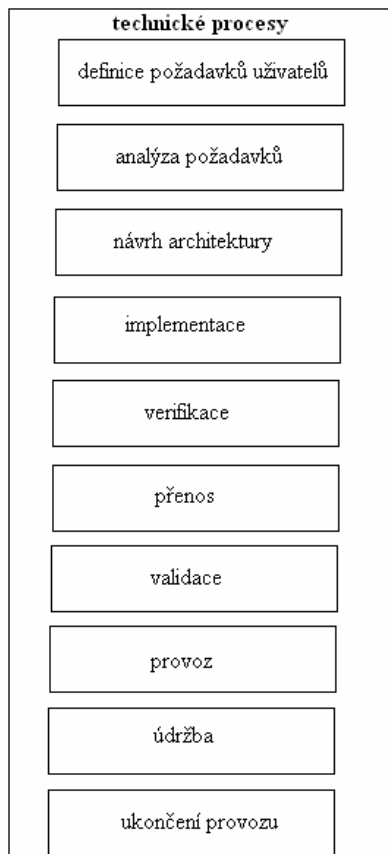 technické procesy
definice požadavků uživatelů
analýza požadavků
návrh architektury
implementace
verifikace
přenos
validace
provoz
údržba
ukončení provozu